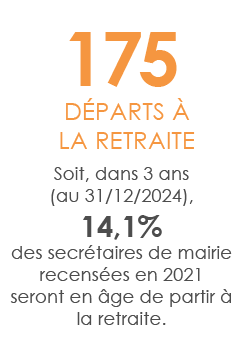 175
DÉPARTS À
LA RETRAITE
Soit, dans 3 ans
(au 31/12/2024),
14,1%
des secrétaires de mairie
recensées en 2021
seront en âge de partir à
la retraite.